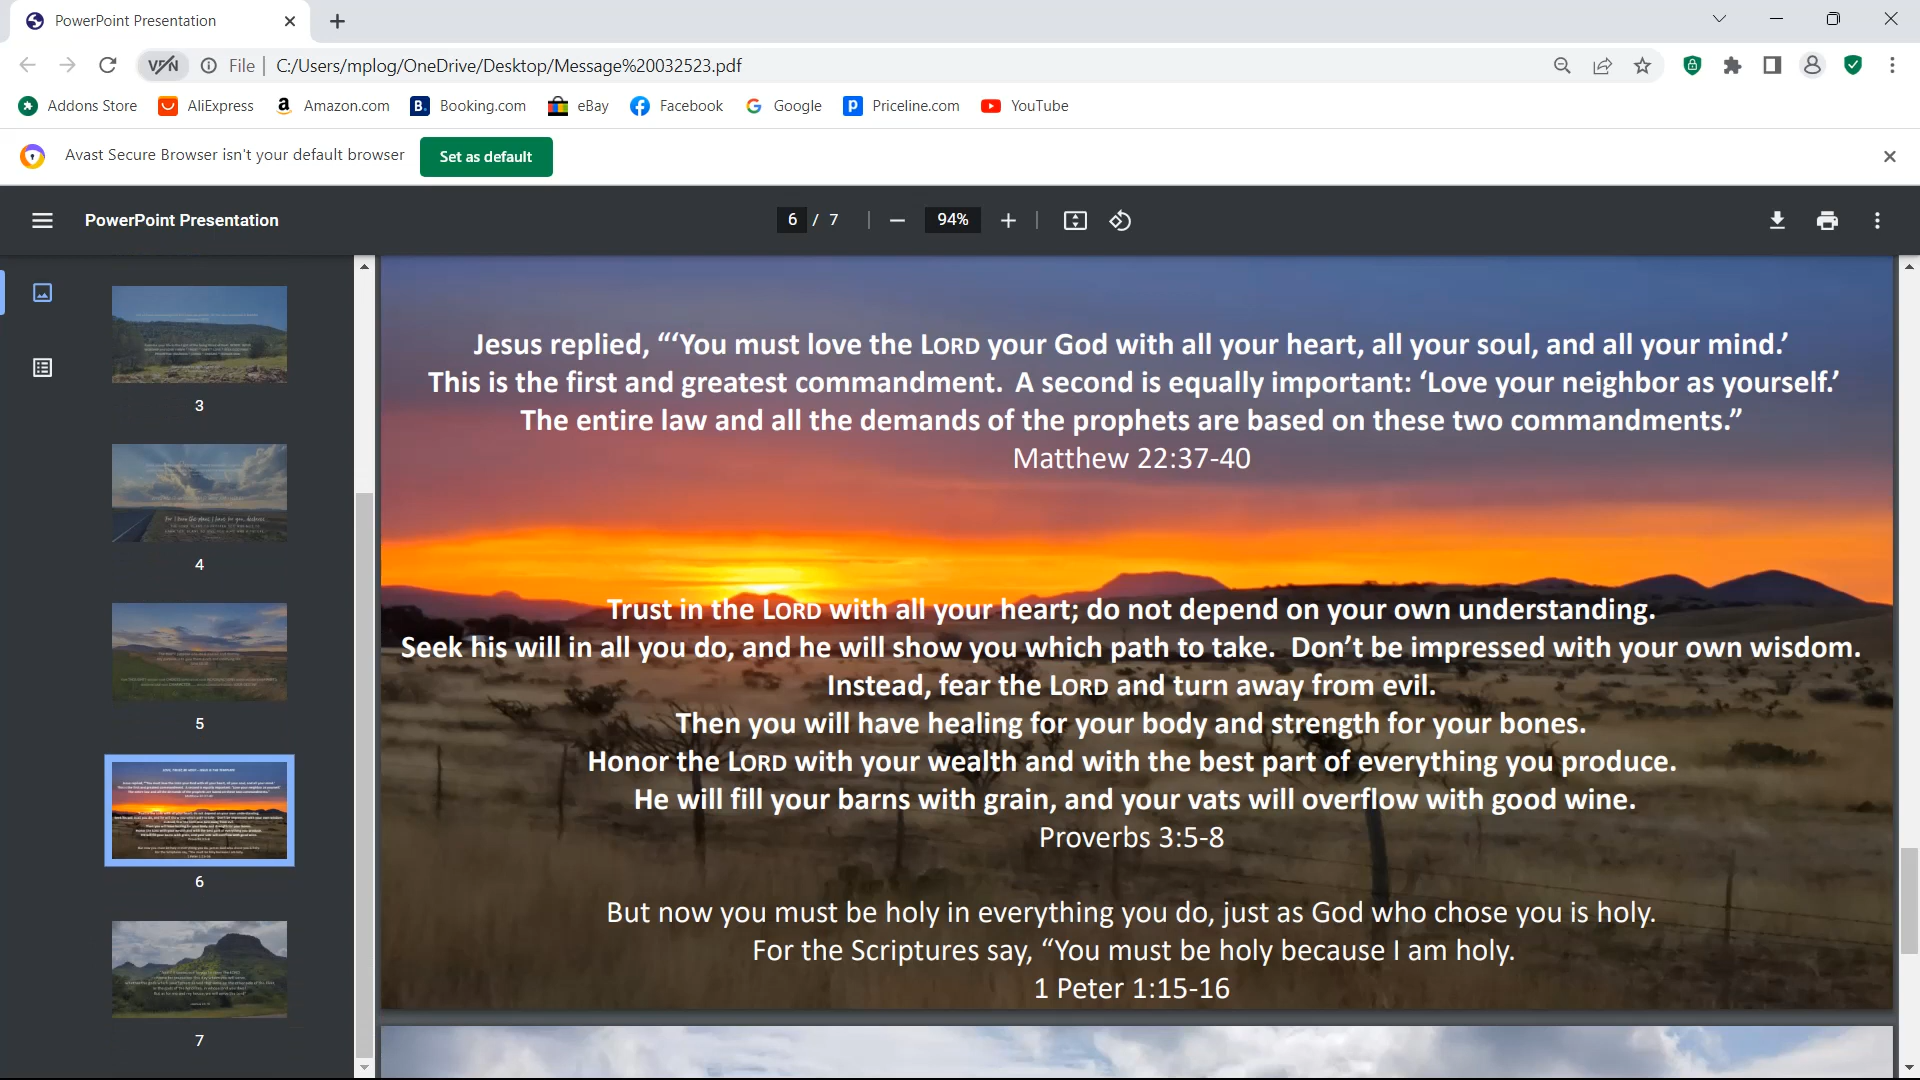 PowerPoint Presentation
File
C:/Users/mplog/OneDrive/Desktop/Message%20032523.pdf
Addons Store
AliExpress
Amazon.com
Booking.com
eBay
Facebook
Google
Priceline.com
YouTube
Avast Secure Browser isn't your default browser
Set as default
PowerPoint Presentation
6 / 7
94%
3
4
5
6
7
Jesus replied, “‘You must love the LORD your God with all your heart, all your soul, and all your mind.’
This is the first and greatest commandment. A second is equally important: ‘Love your neighbor as yourself.’
The entire law and all the demands of the prophets are based on these two commandments.”
Matthew 22:37-40
Trust in the LORD with all your heart; do not depend on your own understanding.
Seek his will in all you do, and he will show you which path to take. Don’t be impressed with your own wisdom.
Instead, fear the LORD and turn away from evil.
Then you will have healing for your body and strength for your bones.
Honor the LORD with your wealth and with the best part of everything you produce.
He will fill your barns with grain, and your vats will overflow with good wine.
Proverbs 3:5-8
But now you must be holy in everything you do, just as God who chose you is holy.
For the Scriptures say, “You must be holy because I am holy.
1 Peter 1:15-16